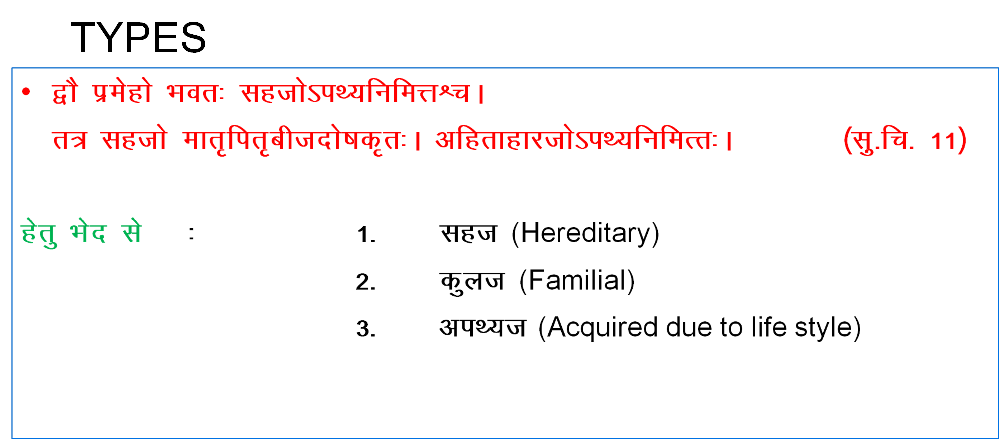 TYPES
• द्वौ प्रमेहो भवतः सहजोऽपथ्यनिमित्तश्च।
तत्र सहजो मातृपितृबीजदोषकृतः। अहिताहारजोऽपथ्यनिमित्तः। (सु.चि. 11)
हेतु भेद से : 1. सहज (Hereditary)
2. कुलज (Familial)
3. अपथ्यज (Acquired due to life style)